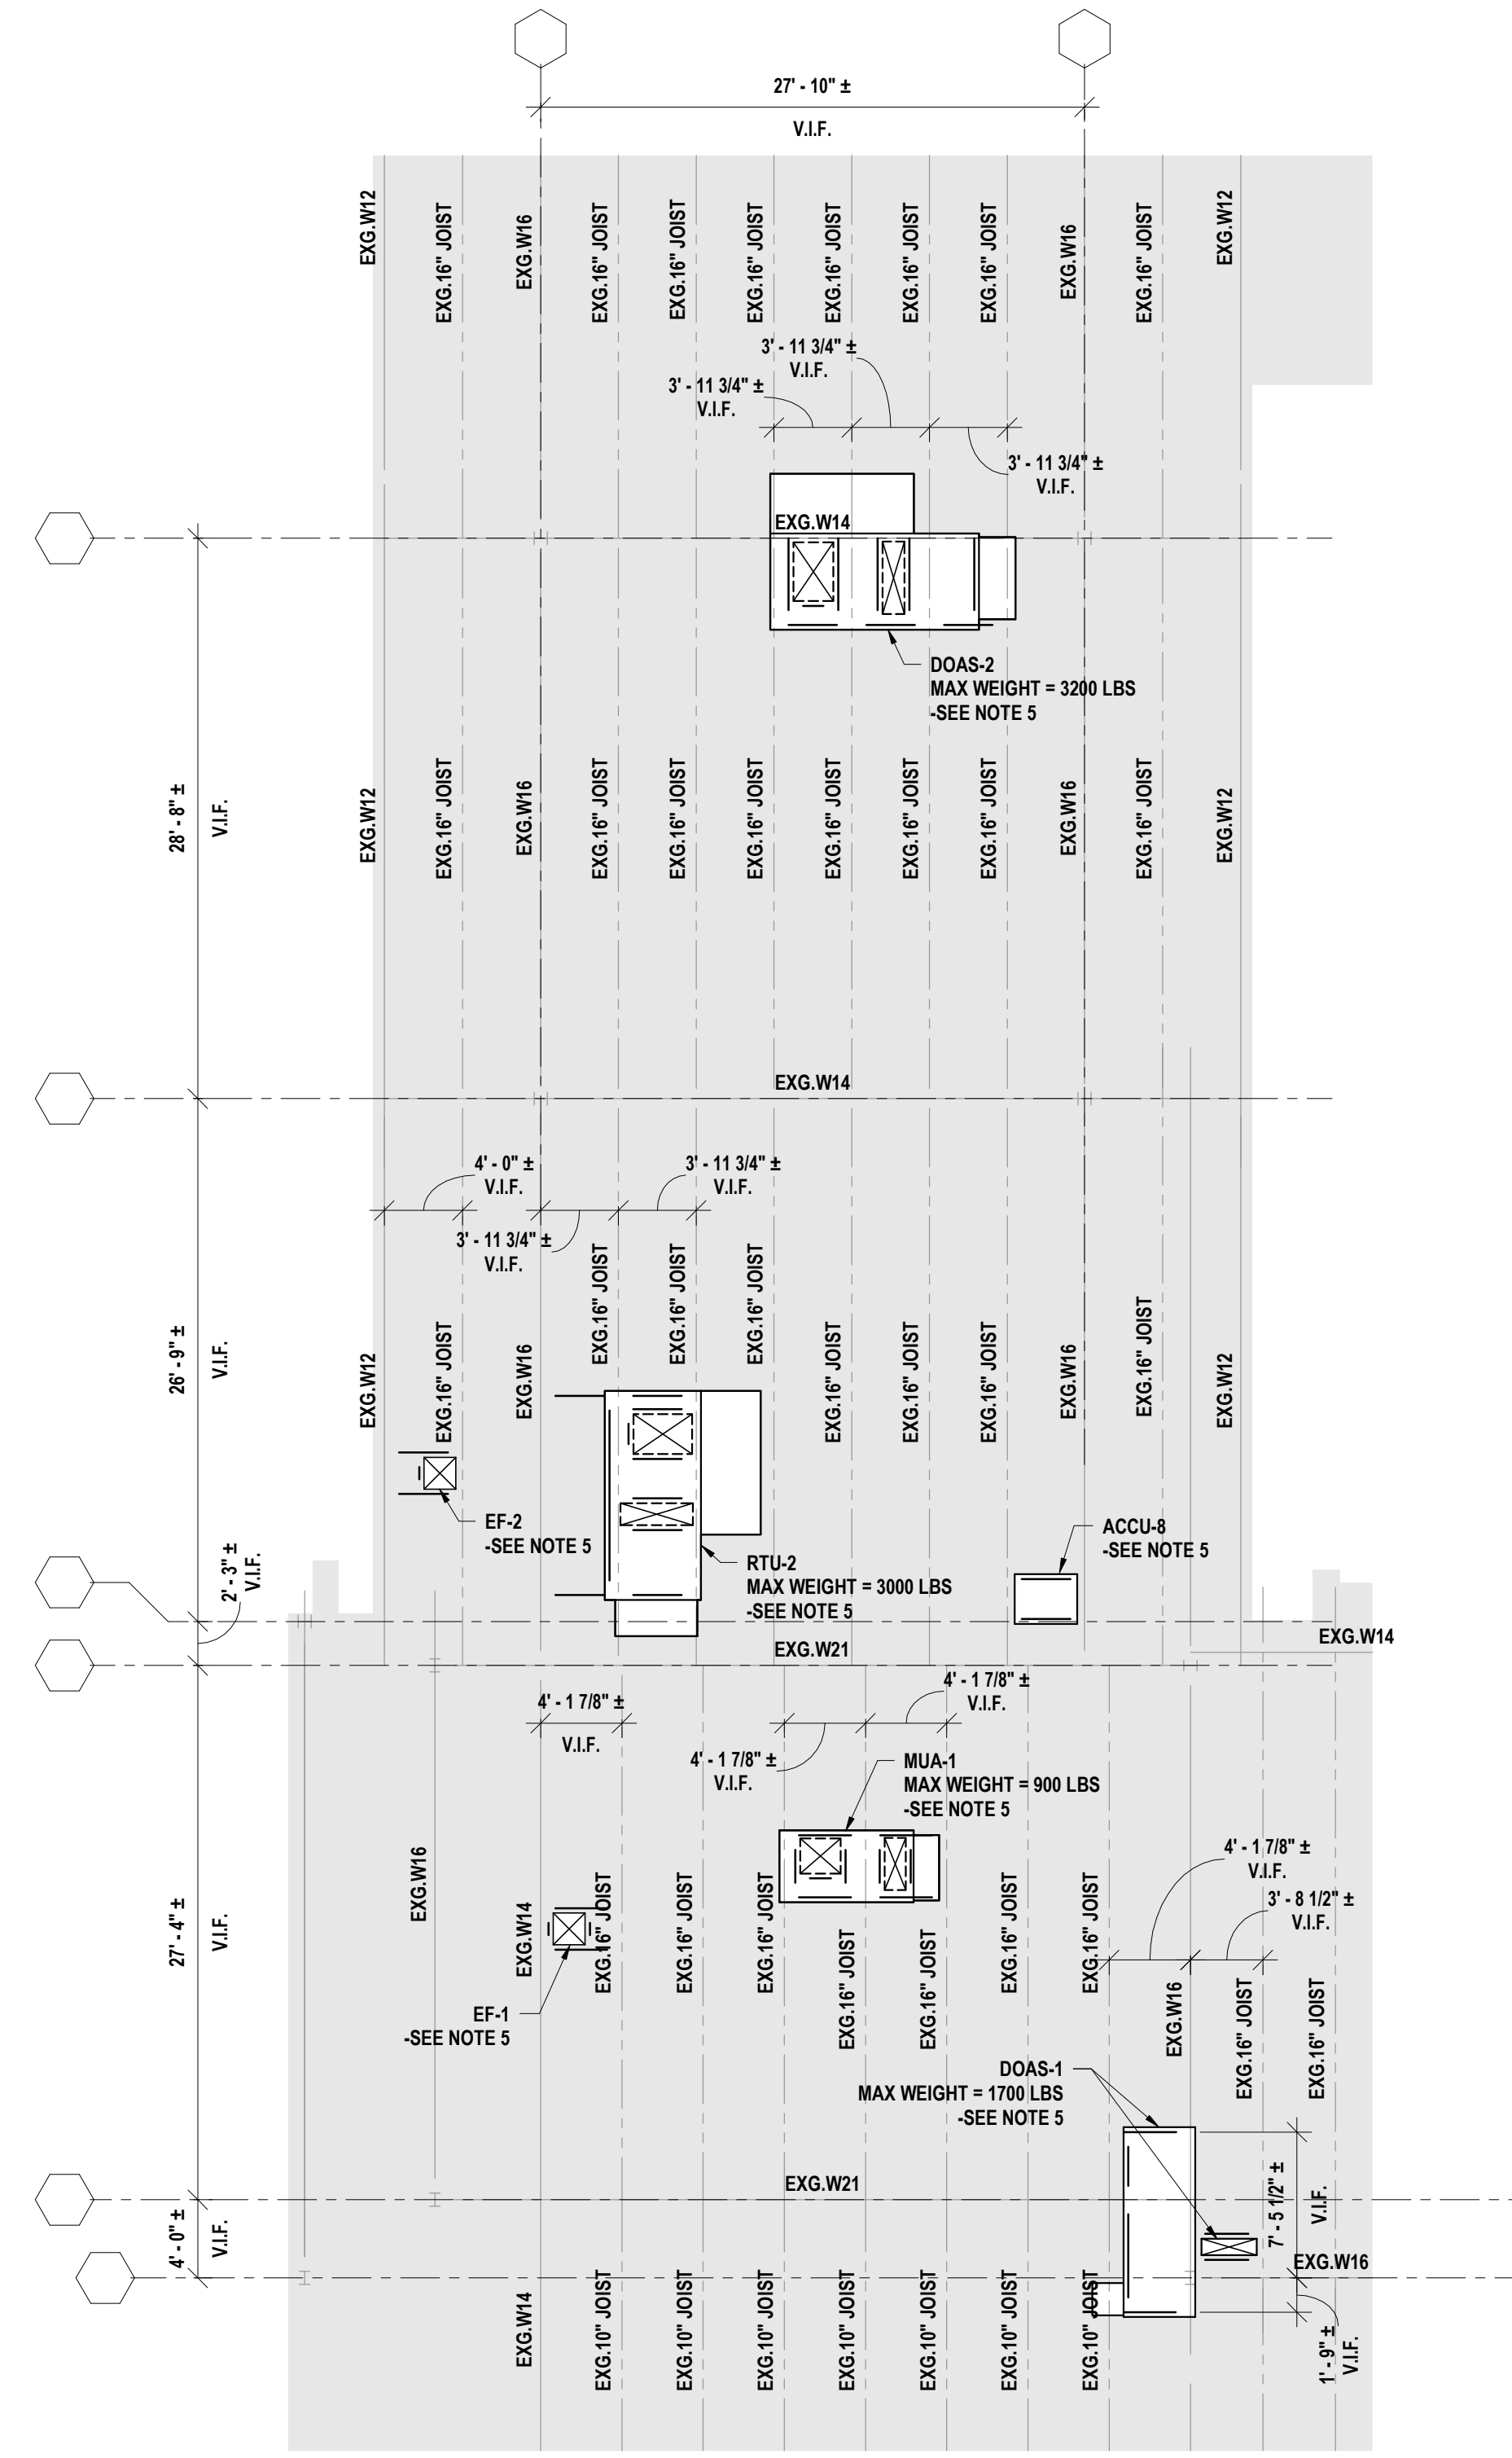 27' - 10" ±
V.I.F.
EXG.W12
EXG.16" JOIST
EXG.W16
EXG.16" JOIST
EXG.16" JOIST
EXG.16" JOIST
EXG.16" JOIST
EXG.16" JOIST
EXG.16" JOIST
EXG.W16
EXG.16" JOIST
EXG.W12
3' - 11 3/4" ±
V.I.F.
3' - 11 3/4" ±
V.I.F.
3' - 11 3/4" ±
V.I.F.
EXG.W14
DOAS-2
MAX WEIGHT = 3200 LBS
-SEE NOTE 5
28' - 8" ±
V.I.F.
EXG.W12
EXG.16" JOIST
EXG.W16
EXG.16" JOIST
EXG.16" JOIST
EXG.16" JOIST
EXG.16" JOIST
EXG.16" JOIST
EXG.16" JOIST
EXG.W16
EXG.16" JOIST
EXG.W12
EXG.W14
4' - 0" ±
V.I.F.
3' - 11 3/4" ±
V.I.F.
3' - 11 3/4" ±
V.I.F.
26' - 9" ±
V.I.F.
EXG.W12
EXG.16" JOIST
EXG.W16
EXG.16" JOIST
EXG.16" JOIST
EXG.16" JOIST
EXG.16" JOIST
EXG.16" JOIST
EXG.16" JOIST
EXG.W16
EXG.16" JOIST
EXG.W12
EF-2
-SEE NOTE 5
RTU-2
MAX WEIGHT = 3000 LBS
-SEE NOTE 5
ACCU-8
-SEE NOTE 5
2' - 3" ±
V.I.F.
EXG.W21
EXG.W14
4' - 1 7/8" ±
V.I.F.
4' - 1 7/8" ±
V.I.F.
4' - 1 7/8" ±
V.I.F.
MUA-1
MAX WEIGHT = 900 LBS
-SEE NOTE 5
27' - 4" ±
V.I.F.
EXG.W16
EXG.W14
EXG.16" JOIST
EXG.16" JOIST
EXG.16" JOIST
EXG.16" JOIST
EXG.16" JOIST
EXG.16" JOIST
EXG.16" JOIST
EXG.W16
EXG.16" JOIST
EXG.16" JOIST
4' - 1 7/8" ±
V.I.F.
3' - 8 1/2" ±
V.I.F.
EF-1
-SEE NOTE 5
DOAS-1
MAX WEIGHT = 1700 LBS
-SEE NOTE 5
EXG.W21
7' - 5 1/2" ±
V.I.F.
4' - 0" ±
V.I.F.
EXG.W16
EXG.W14
EXG.10" JOIST
EXG.10" JOIST
EXG.10" JOIST
EXG.10" JOIST
EXG.10" JOIST
EXG.10" JOIST
EXG.10" JOIST
1' - 9" ±
V.I.F.